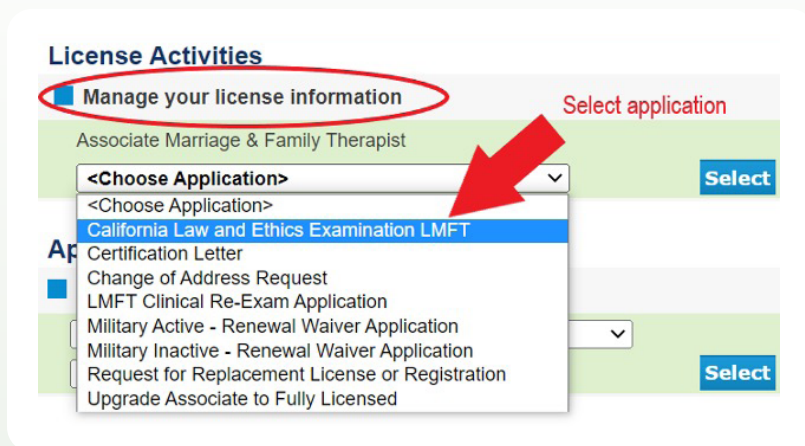 License Activities
Manage your license information
Select application
Associate Marriage & Family Therapist
<Choose Application>
Select
<Choose Application>
California Law and Ethics Examination LMFT
Certification Letter
Ap
Change of Address Request
LMFT Clinical Re-Exam Application
Military Active - Renewal Waiver Application
Military Inactive - Renewal Waiver Application
Request for Replacement License or Registration
Select
Upgrade Associate to Fully Licensed